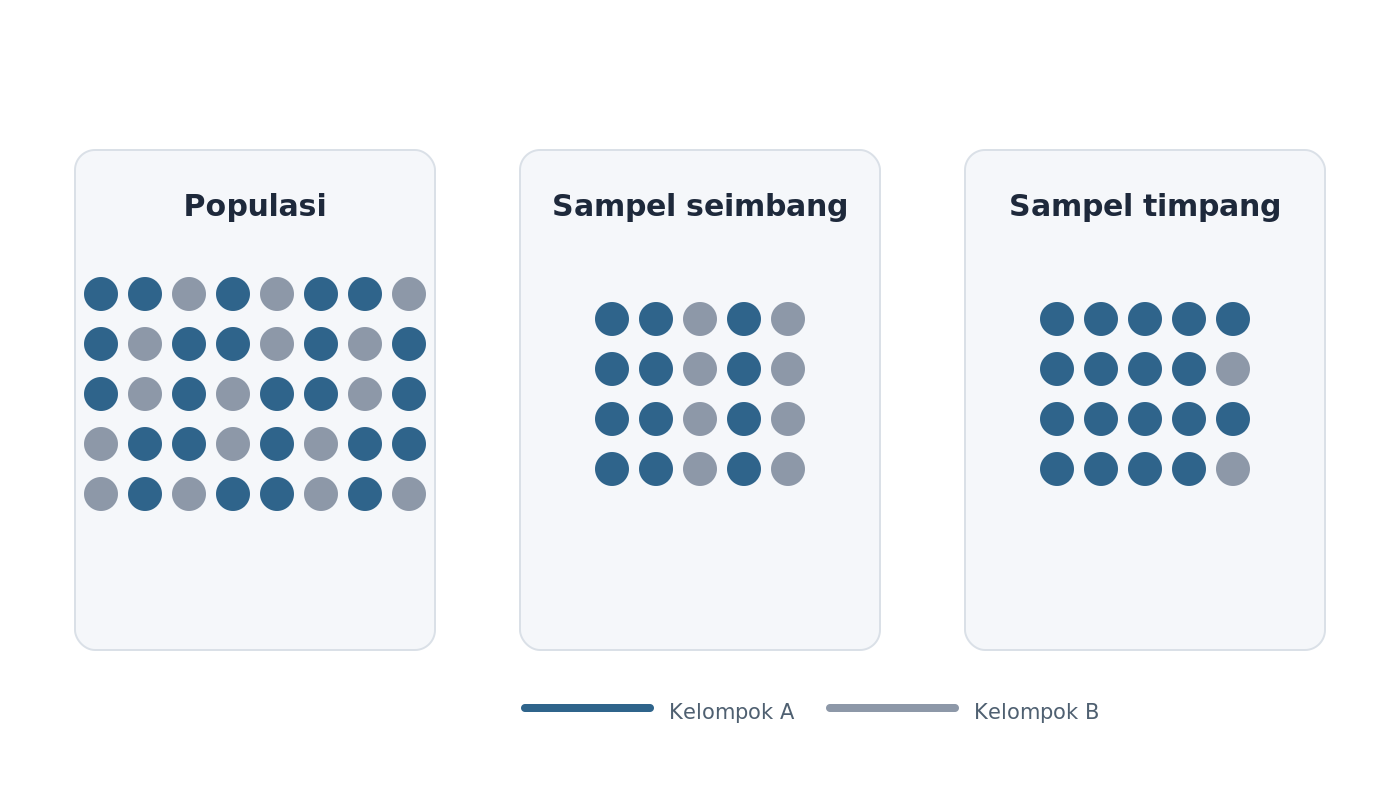 Populasi
Sampel seimbang
Sampel timpang
Kelompok A
Kelompok B